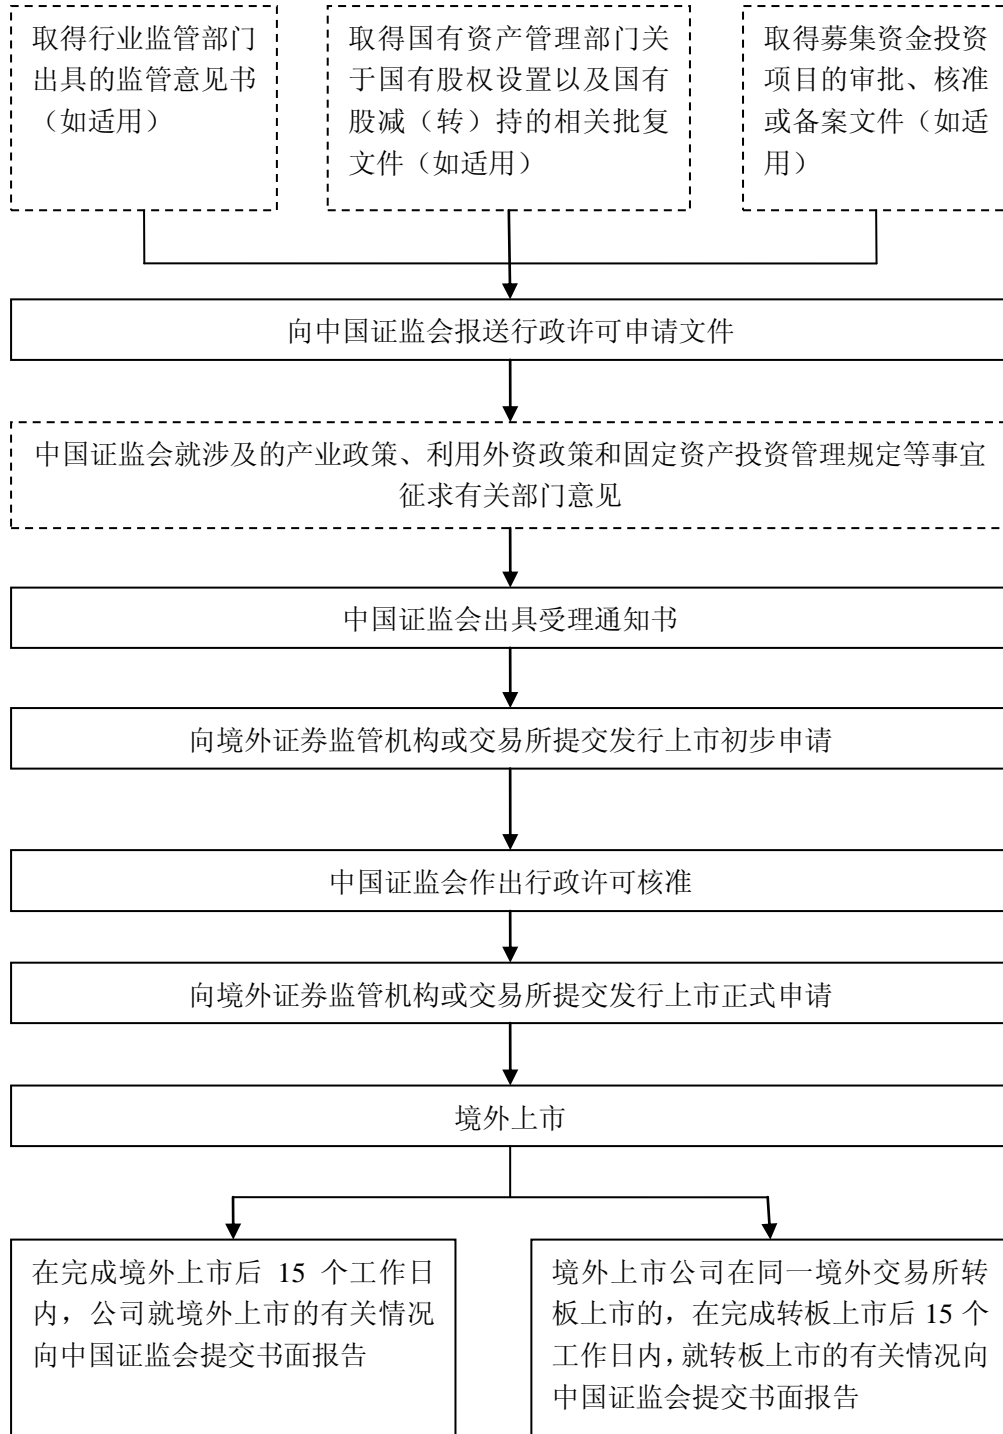 取得行业监管部门
出具的监管意见书
（如适用）
取得国有资产管理部门关
于国有股权设置以及国有
股减（转）持的相关批复
文件（如适用）
取得募集资金投资
项目的审批、核准
或备案文件（如适
用）
向中国证监会报送行政许可申请文件
中国证监会就涉及的产业政策、利用外资政策和固定资产投资管理规定等事宜
征求有关部门意见
中国证监会出具受理通知书
向境外证券监管机构或交易所提交发行上市初步申请
中国证监会作出行政许可核准
向境外证券监管机构或交易所提交发行上市正式申请
境外上市
在完成境外上市后 15 个工作日
内，公司就境外上市的有关情况
向中国证监会提交书面报告
境外上市公司在同一境外交易所转
板上市的，在完成转板上市后 15 个
工作日内，就转板上市的有关情况向
中国证监会提交书面报告